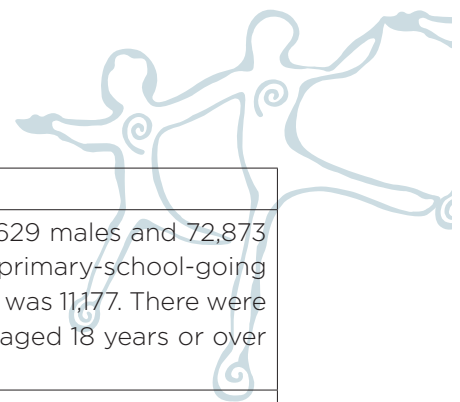 629 males and 72,873
primary-school-going
was 11,177. There were
aged 18 years or over